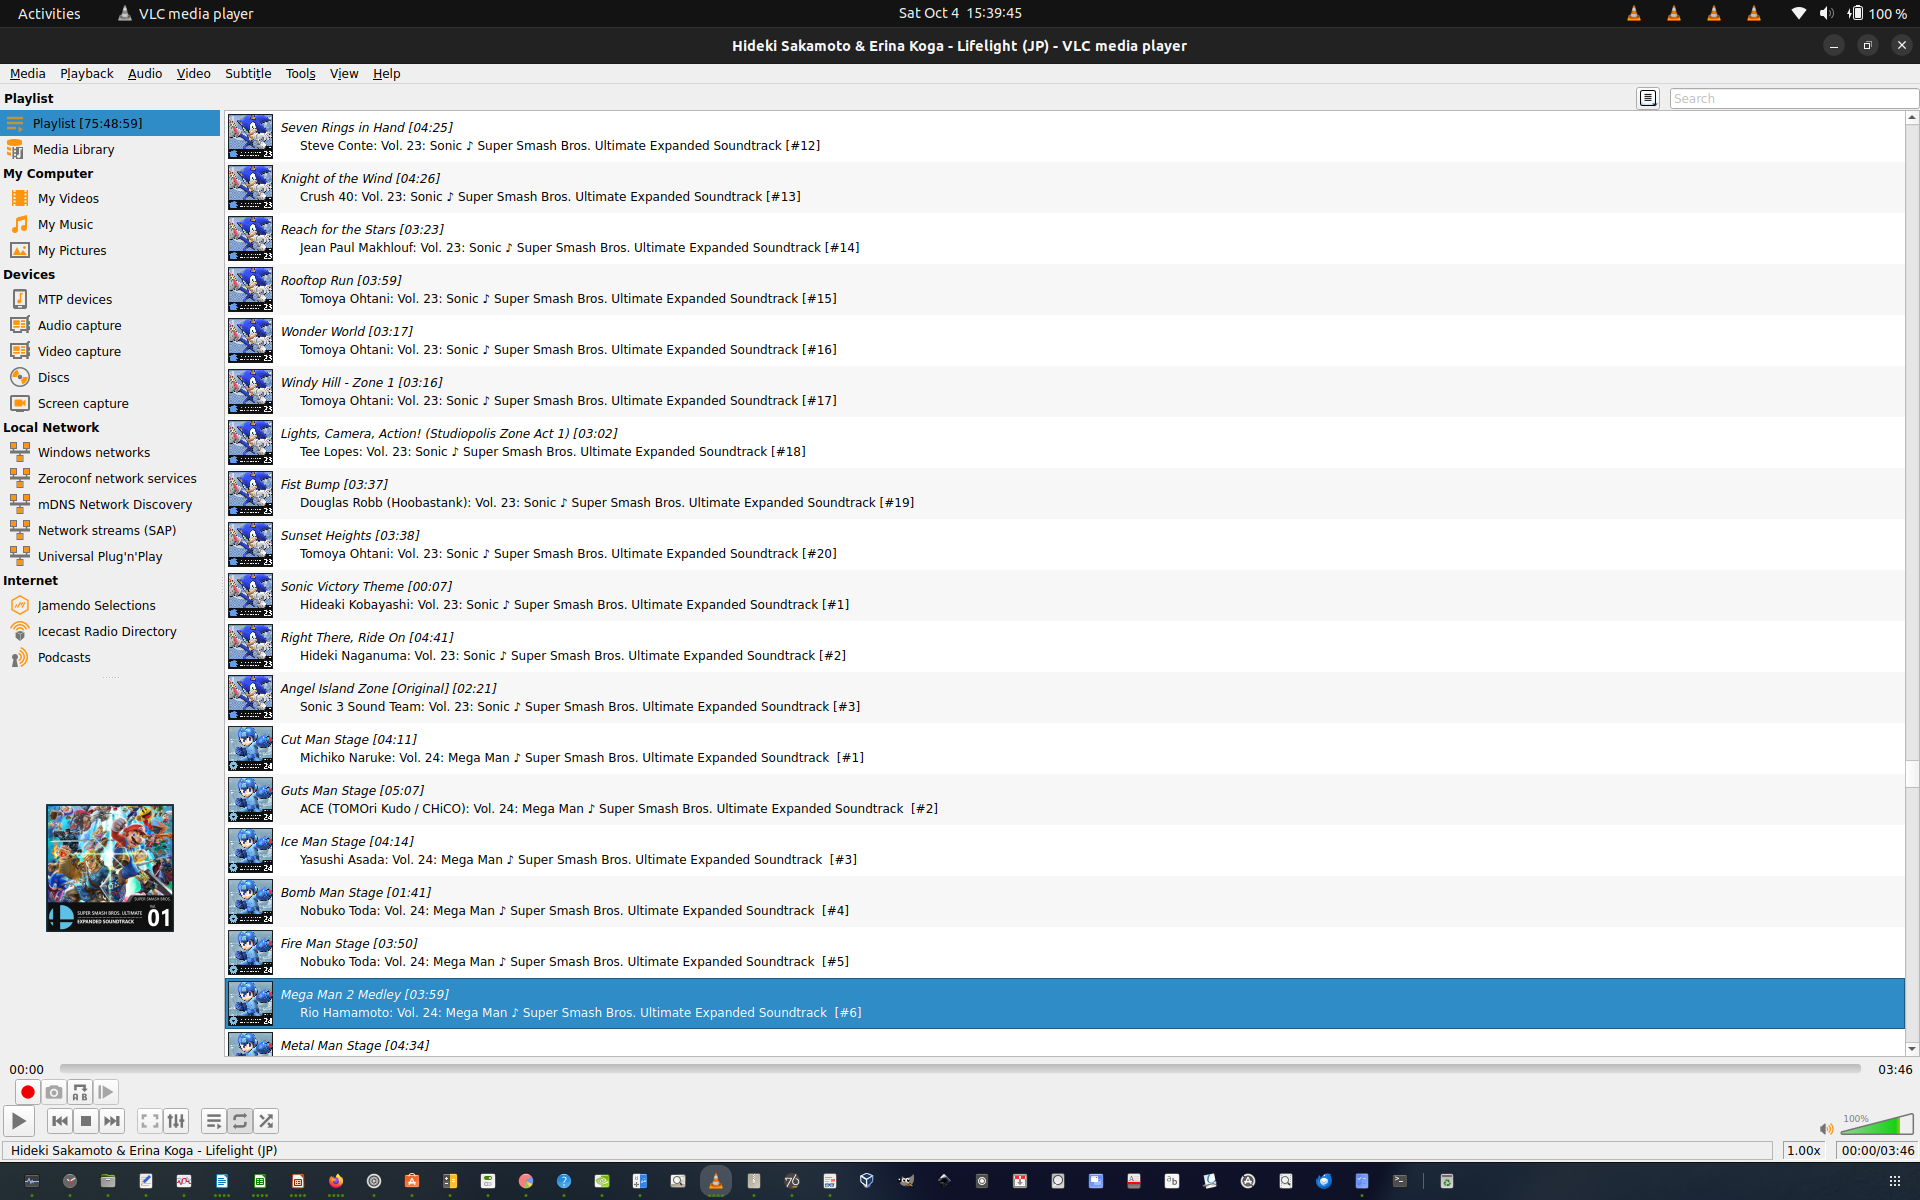 Activities
VLC media player
Sat Oct 4 15:39:45
100 %
Hideki Sakamoto & Erina Koga - Lifelight (JP) - VLC media player
Media Playback Audio Video Subtitle Tools View Help
Playlist
Search
Playlist [75:48:59]
Media Library
My Computer
My Videos
My Music
My Pictures
Devices
MTP devices
Audio capture
Video capture
Discs
Screen capture
Local Network
Windows networks
Zeroconf network services
mDNS Network Discovery
Network streams (SAP)
Universal Plug'n'Play
Internet
Jamendo Selections
Icecast Radio Directory
Podcasts
Seven Rings in Hand [04:25]
Steve Conte: Vol. 23: Sonic ♪ Super Smash Bros. Ultimate Expanded Soundtrack [#12]
Knight of the Wind [04:26]
Crush 40: Vol. 23: Sonic ♪ Super Smash Bros. Ultimate Expanded Soundtrack [#13]
Reach for the Stars [03:23]
Jean Paul Makhlouf: Vol. 23: Sonic ♪ Super Smash Bros. Ultimate Expanded Soundtrack [#14]
Rooftop Run [03:59]
Tomoya Ohtani: Vol. 23: Sonic ♪ Super Smash Bros. Ultimate Expanded Soundtrack [#15]
Wonder World [03:17]
Tomoya Ohtani: Vol. 23: Sonic ♪ Super Smash Bros. Ultimate Expanded Soundtrack [#16]
Windy Hill - Zone 1 [03:16]
Tomoya Ohtani: Vol. 23: Sonic ♪ Super Smash Bros. Ultimate Expanded Soundtrack [#17]
Lights, Camera, Action! (Studiopolis Zone Act 1) [03:02]
Tee Lopes: Vol. 23: Sonic ♪ Super Smash Bros. Ultimate Expanded Soundtrack [#18]
Fist Bump [03:37]
Douglas Robb (Hoobastank): Vol. 23: Sonic ♪ Super Smash Bros. Ultimate Expanded Soundtrack [#19]
Sunset Heights [03:38]
Tomoya Ohtani: Vol. 23: Sonic ♪ Super Smash Bros. Ultimate Expanded Soundtrack [#20]
Sonic Victory Theme [00:07]
Hideaki Kobayashi: Vol. 23: Sonic ♪ Super Smash Bros. Ultimate Expanded Soundtrack [#1]
Right There, Ride On [04:41]
Hideki Naganuma: Vol. 23: Sonic ♪ Super Smash Bros. Ultimate Expanded Soundtrack [#2]
Angel Island Zone [Original] [02:21]
Sonic 3 Sound Team: Vol. 23: Sonic ♪ Super Smash Bros. Ultimate Expanded Soundtrack [#3]
Cut Man Stage [04:11]
Michiko Naruke: Vol. 24: Mega Man ♪ Super Smash Bros. Ultimate Expanded Soundtrack [#1]
Guts Man Stage [05:07]
ACE (TOMOri Kudo / CHiCO): Vol. 24: Mega Man ♪ Super Smash Bros. Ultimate Expanded Soundtrack [#2]
Ice Man Stage [04:14]
Yasushi Asada: Vol. 24: Mega Man ♪ Super Smash Bros. Ultimate Expanded Soundtrack [#3]
Bomb Man Stage [01:41]
Nobuko Toda: Vol. 24: Mega Man ♪ Super Smash Bros. Ultimate Expanded Soundtrack [#4]
Fire Man Stage [03:50]
Nobuko Toda: Vol. 24: Mega Man ♪ Super Smash Bros. Ultimate Expanded Soundtrack [#5]
Mega Man 2 Medley [03:59]
Rio Hamamoto: Vol. 24: Mega Man ♪ Super Smash Bros. Ultimate Expanded Soundtrack [#6]
Metal Man Stage [04:34]
SUPER SMASH BROS. ULTIMATE
EXPANDED SOUNDTRACK
01
00:00
03:46
100%
Hideki Sakamoto & Erina Koga - Lifelight (JP)
1.00x
00:00/03:46